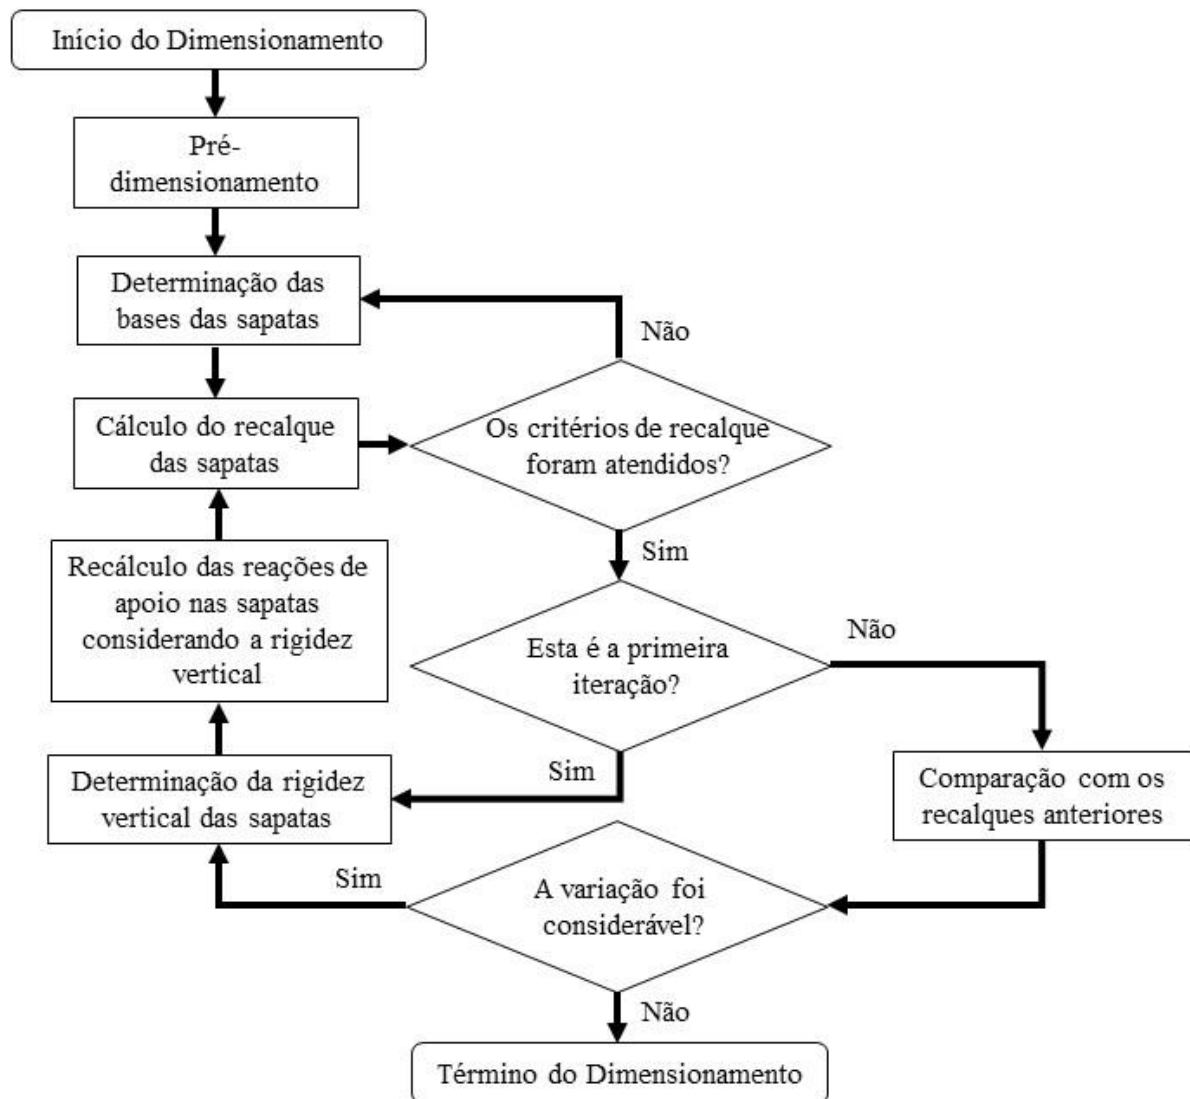 Início do Dimensionamento
Pré-
dimensionamento
Determinação das
bases das sapatas
Não
Cálculo do recalque
das sapatas
Os critérios de recalque
foram atendidos?
Sim
Recálculo das reações de
apoio nas sapatas
considerando a rigidez
vertical
Esta é a primeira
iteração?
Não
Sim
Determinação da rigidez
vertical das sapatas
Comparação com os
recalques anteriores
Sim
A variação foi
considerável?
Não
Término do Dimensionamento